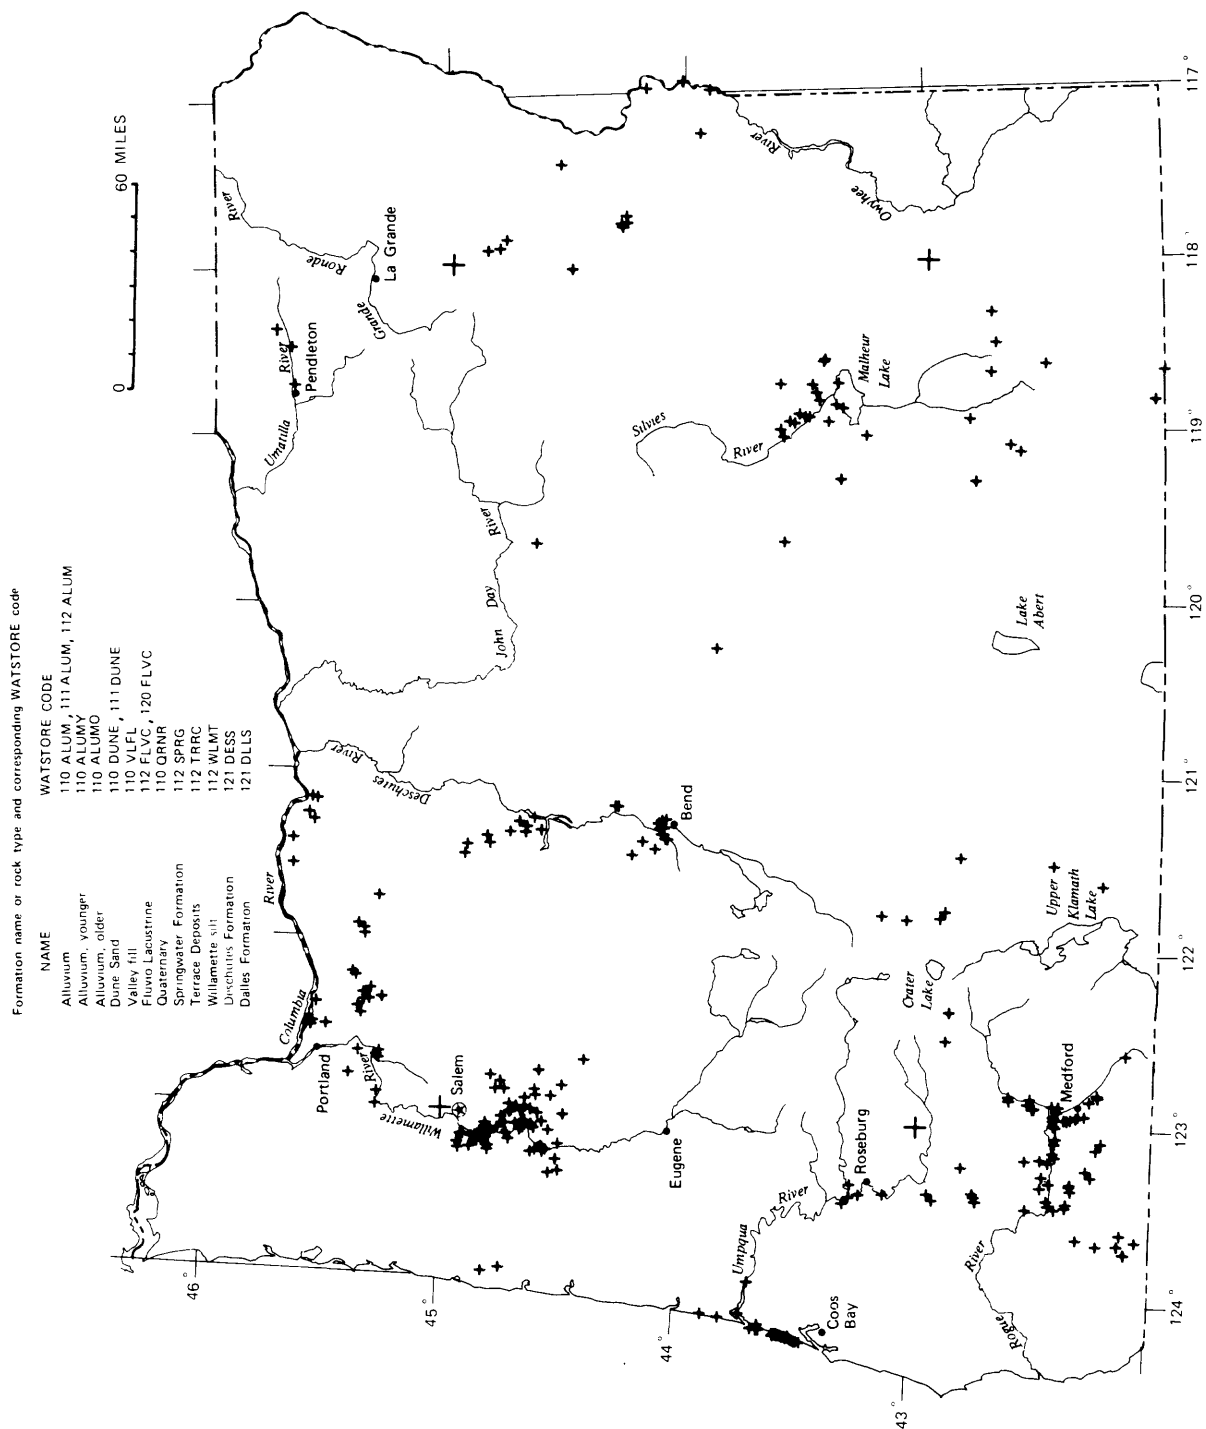 Formation name or rock type and corresponding WATSTORE code
NAME WATSTORE CODE
Alluvium 110 ALUM, 111 ALUM, 112 ALUM
Alluvium, younger 110 ALUMY
Alluvium, older 110 ALUMO
Dune Sand 110 DUNE, 111 DUNE
Valley fill 110 VLFL
Fluvio Lacustrine 112 FLVC, 120 FLVC
Quaternary 110 QRNR
Springwater Formation 112 SPRG
Terrace Deposits 112 TRRC
Willamette silt 112 WLMT
Deschutes Formation 121 DESS
Dalles Formation 121 DLLS
0 60 MILES
46°
45°
44°
43°
124°
123°
122°
121°
120°
119°
118°
117°
Columbia
River
Portland
Willamette
River
Salem
Eugene
Umpqua
River
Coos
Bay
Roseburg
Rogue
River
Medford
Crater
Lake
Upper
Klamath
Lake
Bend
Deschutes
River
John
Day
River
Lake
Abert
Umatilla
River
Pendleton
Grande
Ronde
River
La Grande
Silvies
River
Malheur
Lake
Owyhee
River